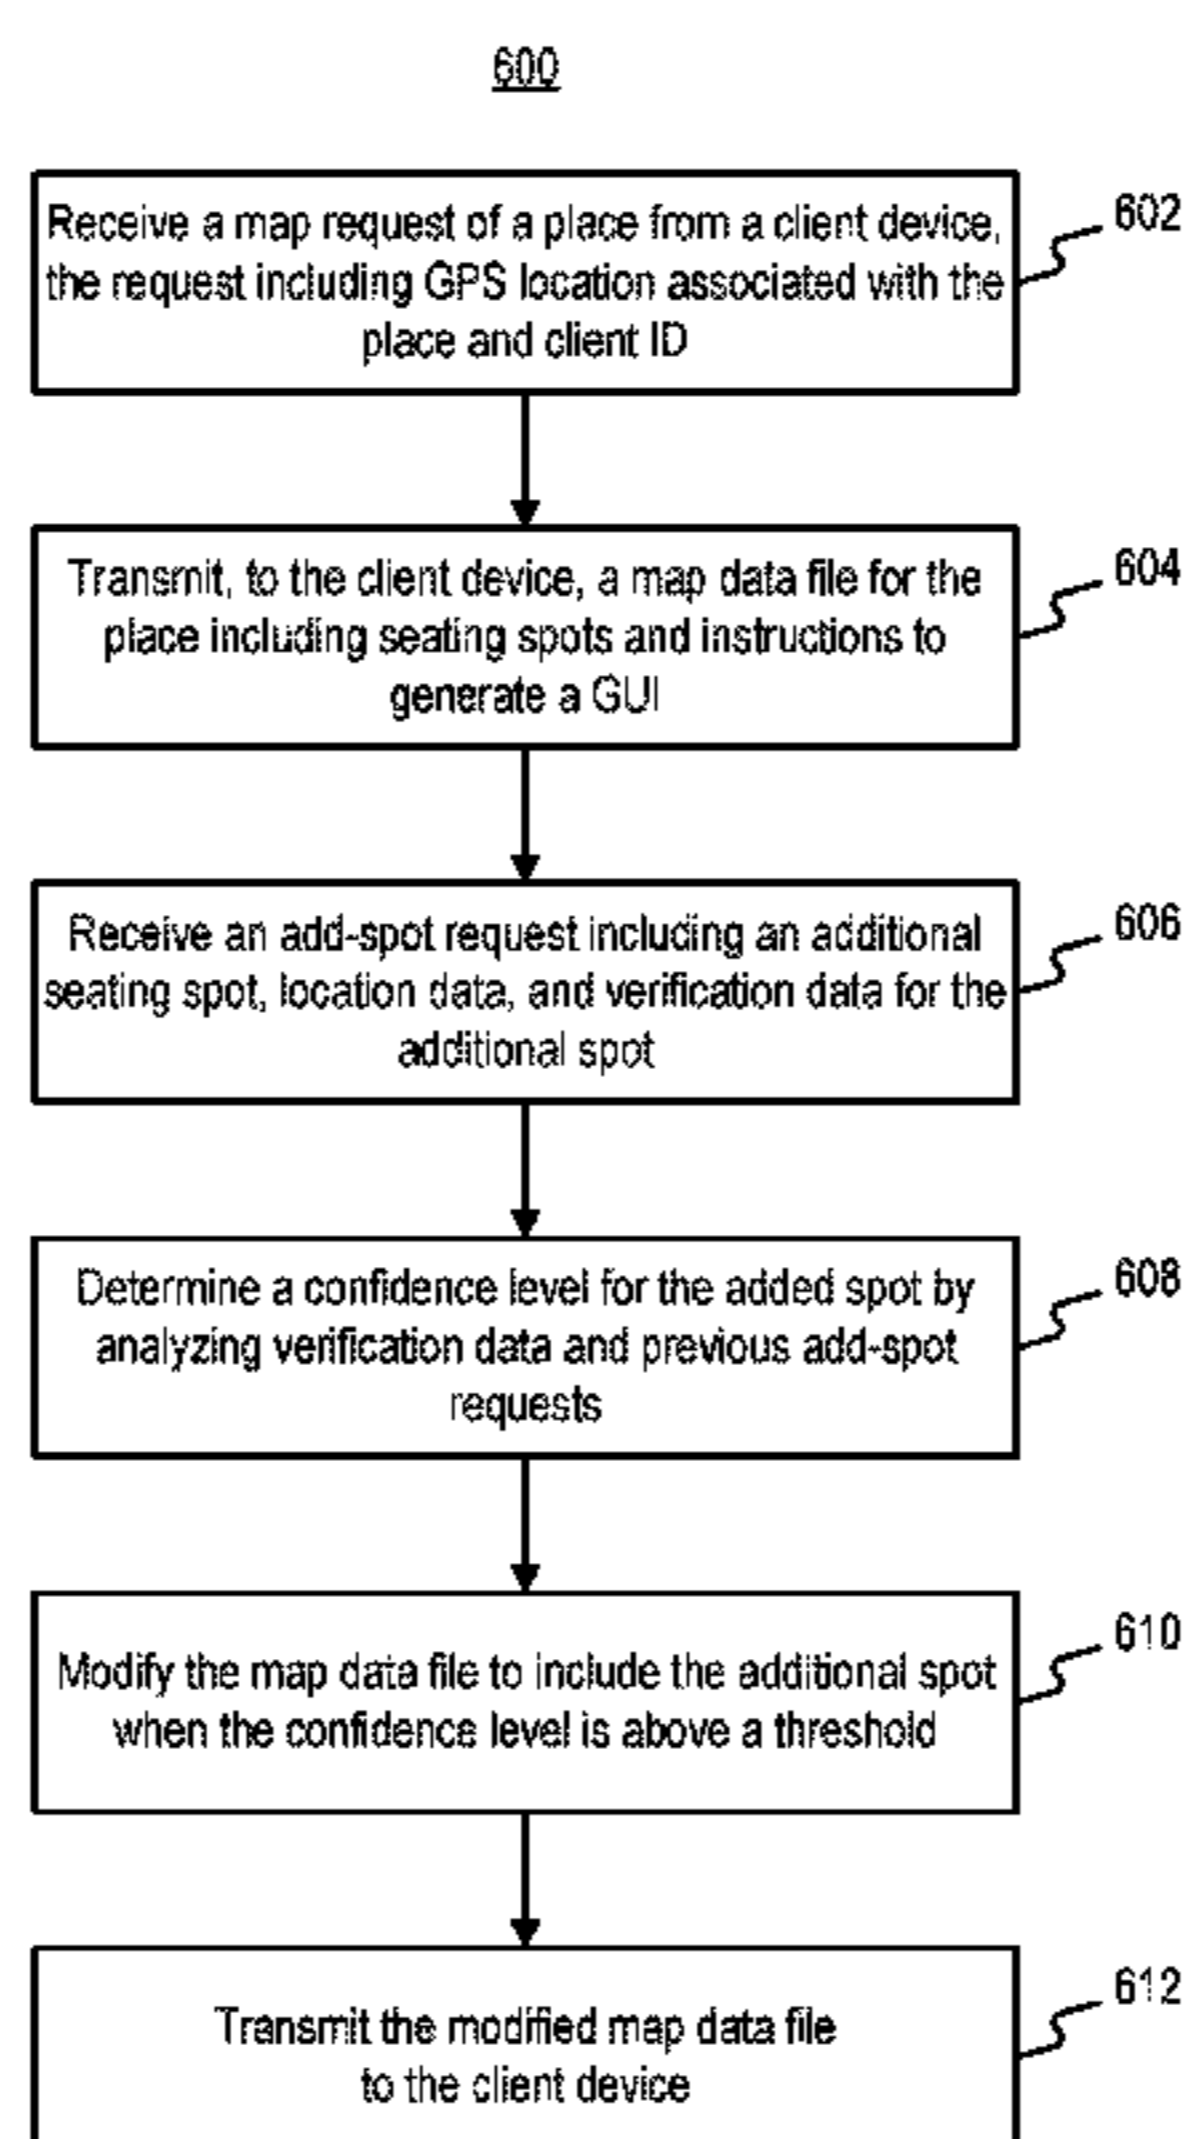 600
Receive a map request of a place from a client device,
the request including GPS location associated with the
place and client ID
602
Transmit, to the client device, a map data file for the
place including seating spots and instructions to
generate a GUI
604
Receive an add-spot request including an additional
seating spot, location data, and verification data for the
additional spot
606
Determine a confidence level for the added spot by
analyzing verification data and previous add-spot
requests
608
Modify the map data file to include the additional spot
when the confidence level is above a threshold
610
Transmit the modified map data file
to the client device
612